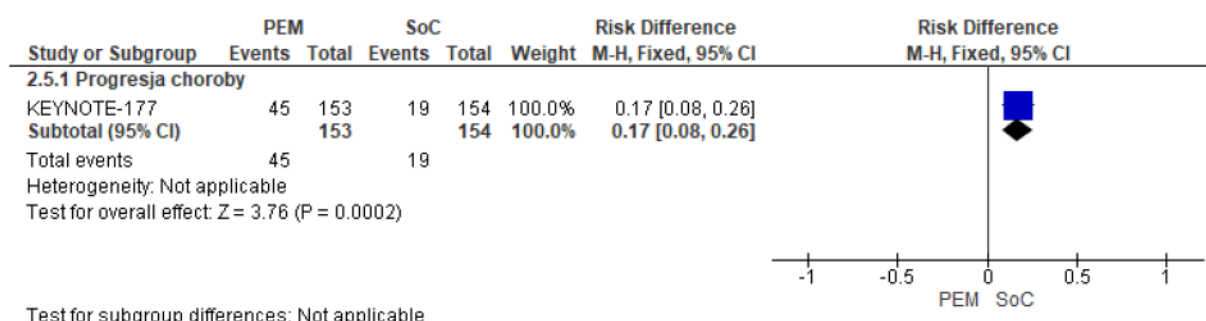 PEM SoC Risk Difference Risk Difference
Study or Subgroup Events Total Events Total Weight M-H, Fixed, 95% CI M-H, Fixed, 95% CI
2.5.1 Progresja choroby
KEYNOTE-177 45 153 19 154 100.0% 0.17 [0.08, 0.26]
Subtotal (95% CI) 153 154 100.0% 0.17 [0.08, 0.26]
Total events 45 19
Heterogeneity: Not applicable
Test for overall effect: Z = 3.76 (P = 0.0002)
-1 -0.5 0 0.5 1
PEM SoC
Test for subgroup differences: Not applicable